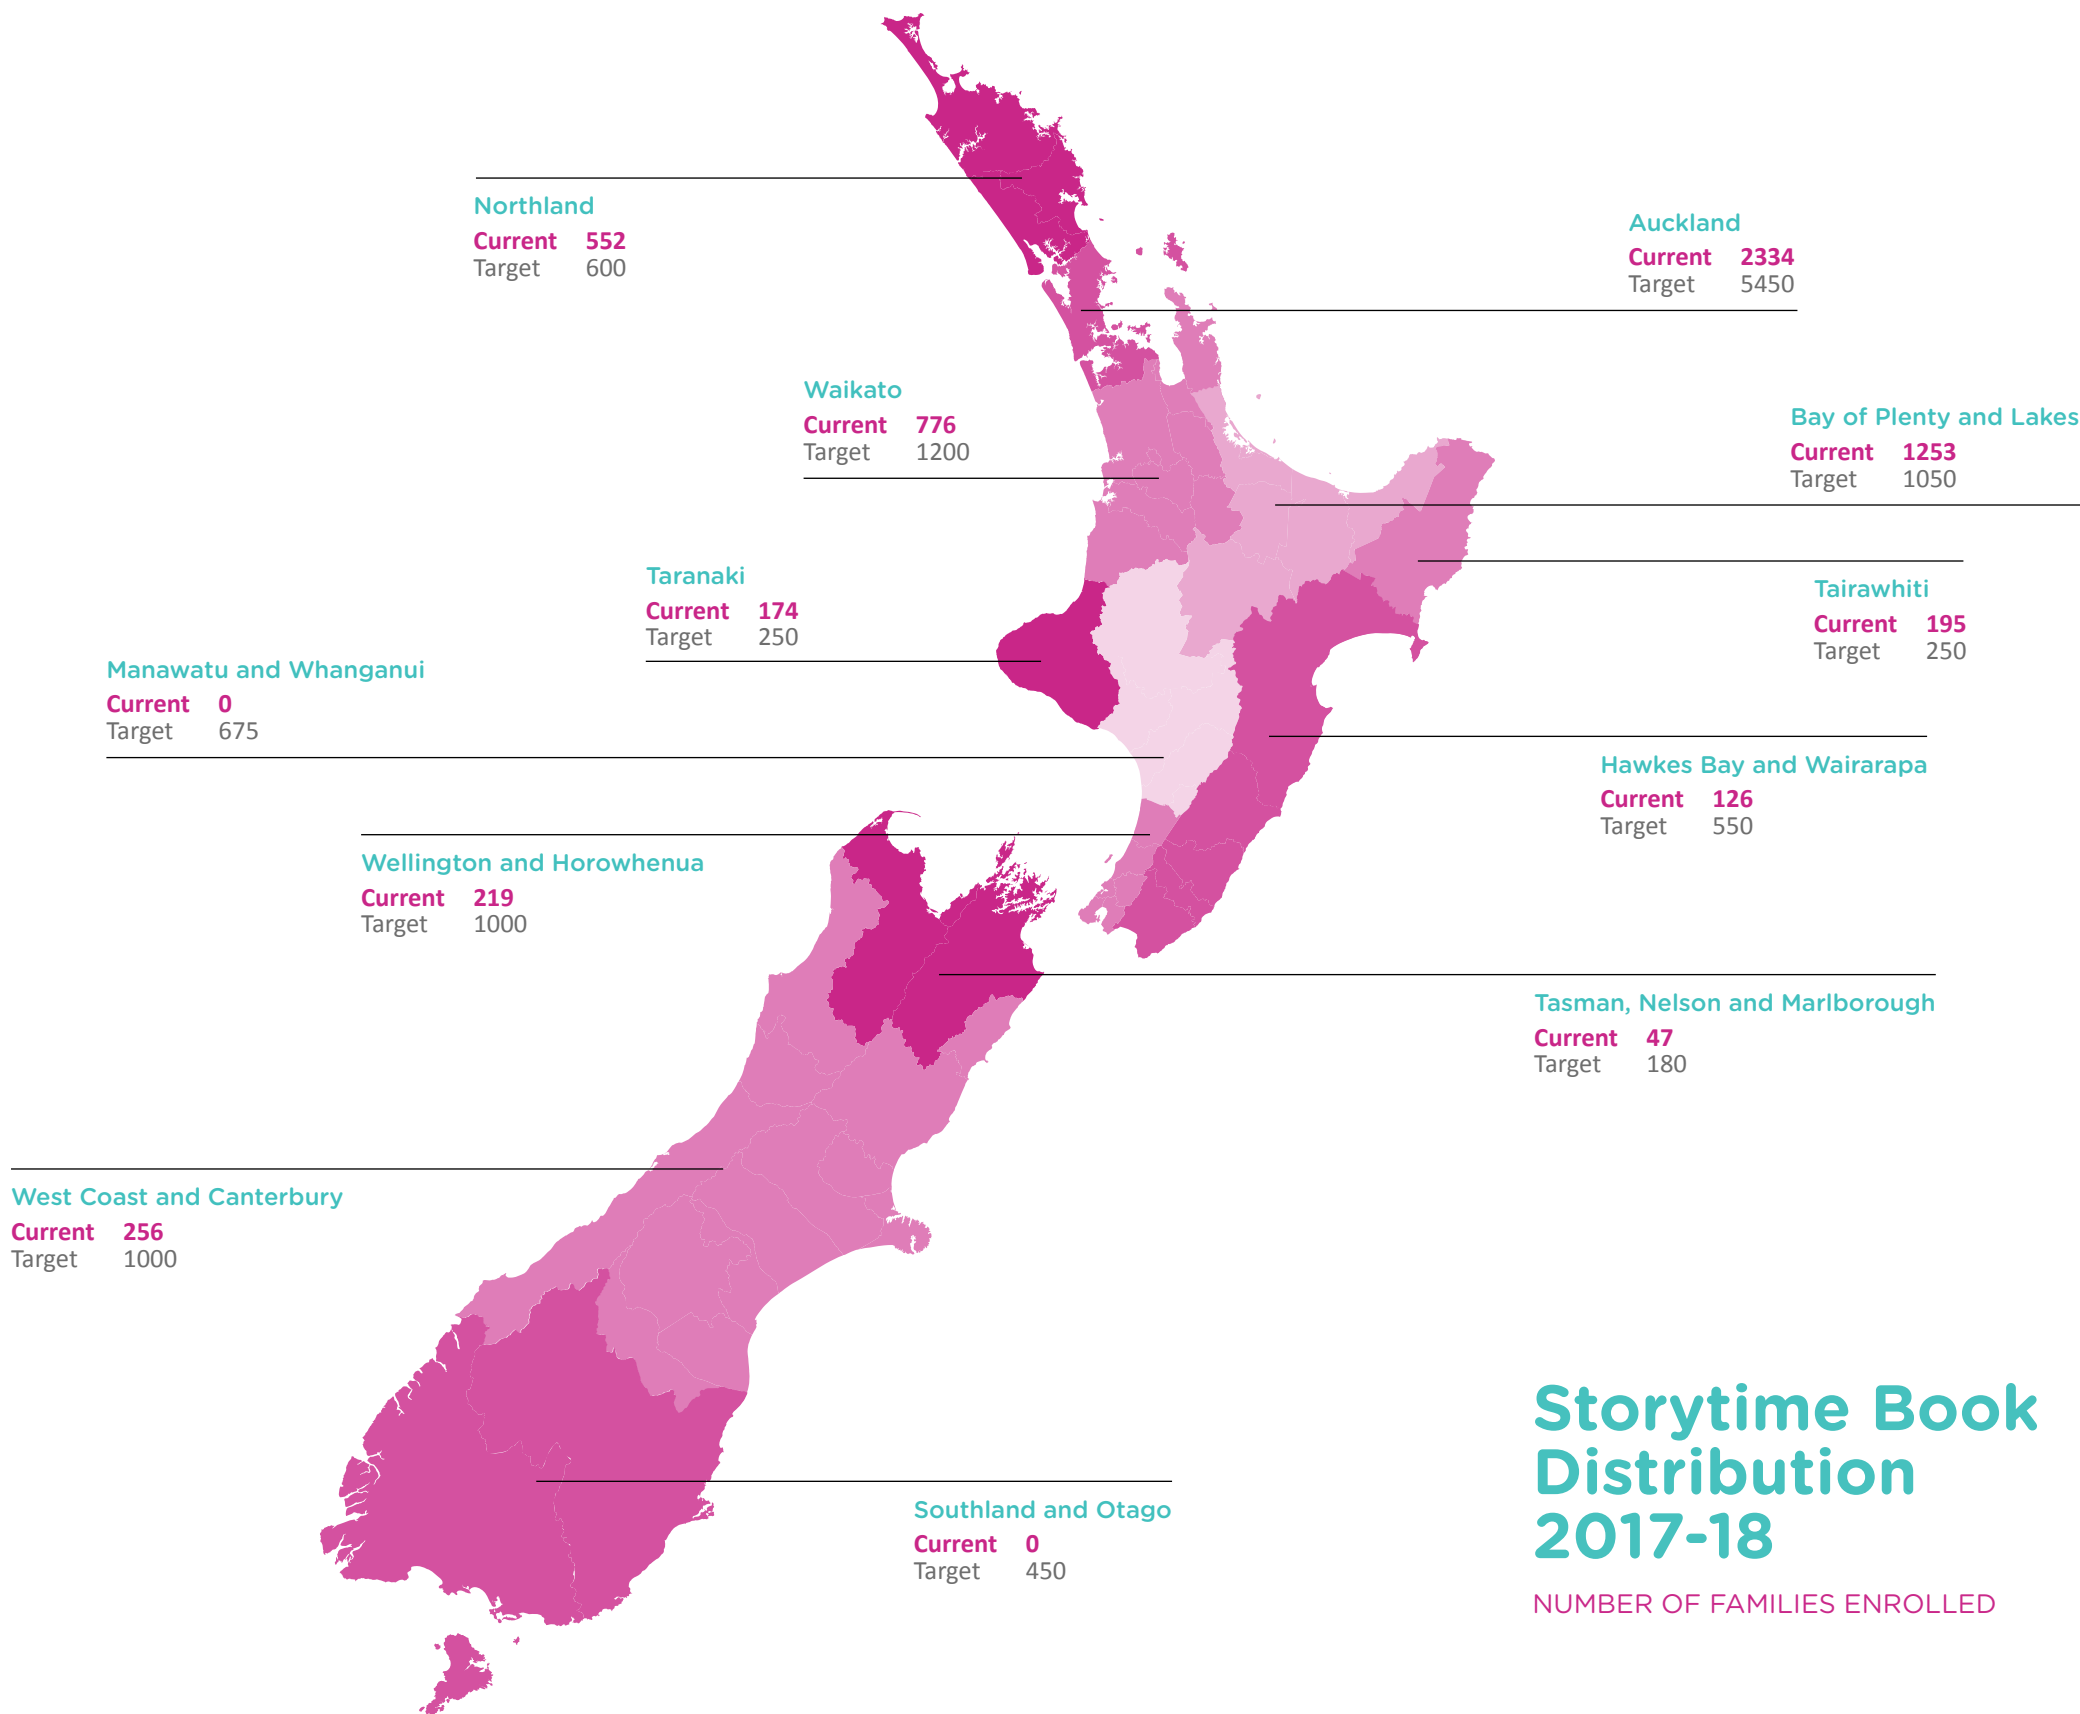 Northland
Current 552
Target 600
Auckland
Current 2334
Target 5450
Waikato
Current 776
Target 1200
Bay of Plenty and Lakes
Current 1253
Target 1050
Taranaki
Current 174
Target 250
Tairawhiti
Current 195
Target 250
Manawatu and Whanganui
Current 0
Target 675
Hawkes Bay and Wairarapa
Current 126
Target 550
Wellington and Horowhenua
Current 219
Target 1000
Tasman, Nelson and Marlborough
Current 47
Target 180
West Coast and Canterbury
Current 256
Target 1000
Southland and Otago
Current 0
Target 450
Storytime Book
Distribution
2017-18
NUMBER OF FAMILIES ENROLLED